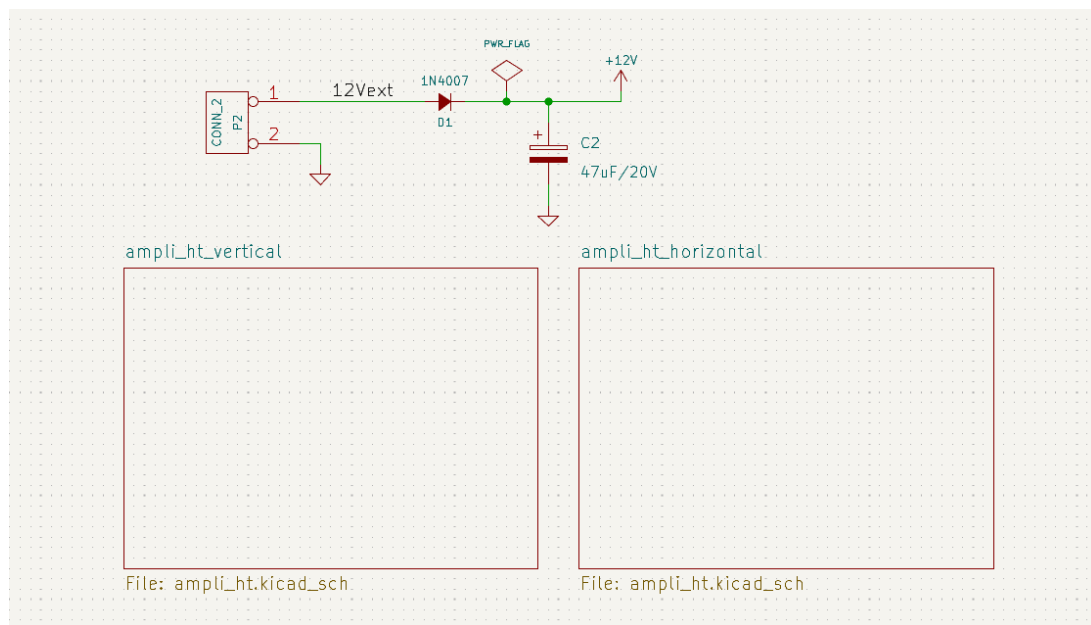 PWR_FLAG
+12V
1N4007
12Vext
1
CONN_2
P2
D1
2
+
C2
47uF/20V
ampli_ht_vertical
ampli_ht_horizontal
File: ampli_ht.kicad_sch
File: ampli_ht.kicad_sch